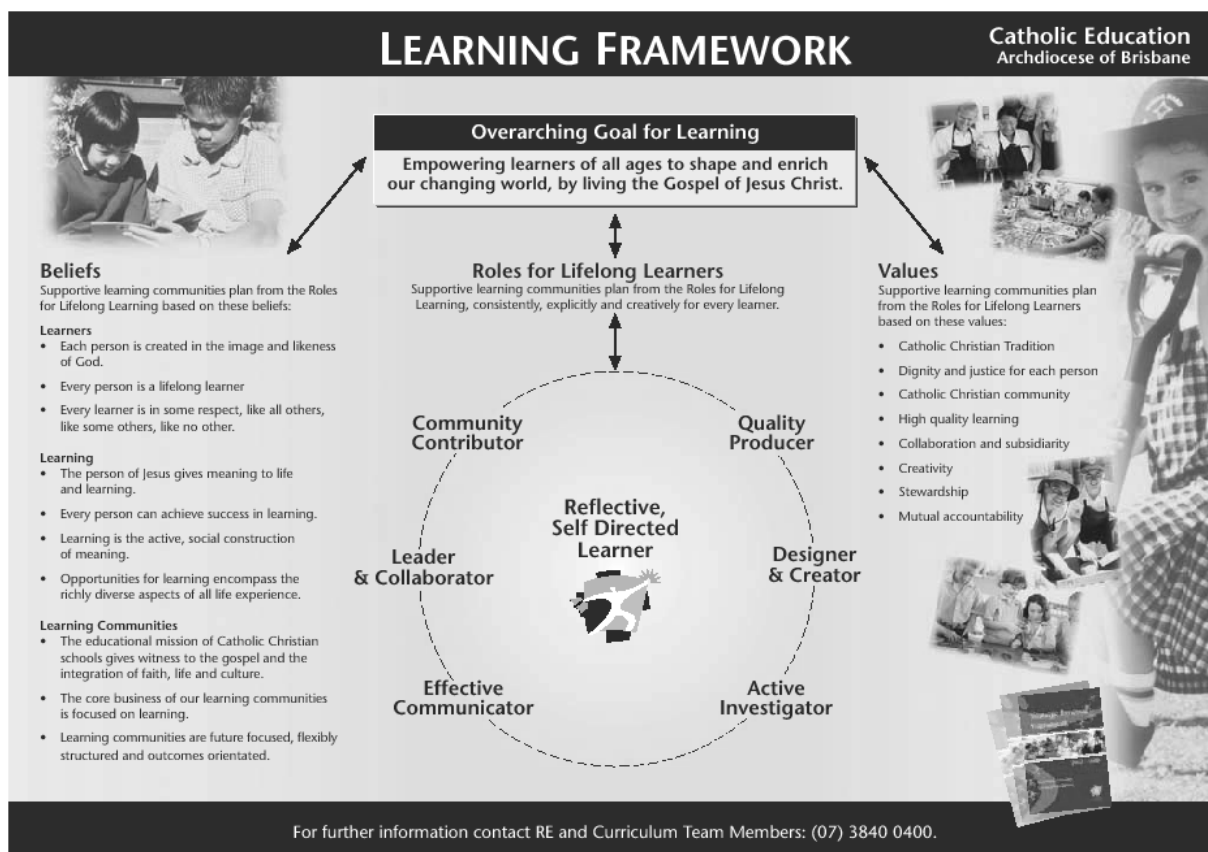 LEARNING FRAMEWORK
Catholic Education
Archdiocese of Brisbane
Overarching Goal for Learning
Empowering learners of all ages to shape and enrich
our changing world, by living the Gospel of Jesus Christ.
Beliefs
Supportive learning communities plan from the Roles
for Lifelong Learning based on these beliefs:
Learners
• Each person is created in the image and likeness
of God.
• Every person is a lifelong learner
• Every learner is in some respect, like all others,
like some others, like no other.
Learning
• The person of Jesus gives meaning to life
and learning.
• Every person can achieve success in learning.
• Learning is the active, social construction
of meaning.
• Opportunities for learning encompass the
richly diverse aspects of all life experience.
Learning Communities
• The educational mission of Catholic Christian
schools gives witness to the gospel and the
integration of faith, life and culture.
• The core business of our learning communities
is focused on learning.
• Learning communities are future focused, flexibly
structured and outcomes orientated.
Roles for Lifelong Learners
Supportive learning communities plan from the Roles for Lifelong
Learning, consistently, explicitly and creatively for every learner.
Community
Contributor
Quality
Producer
Reflective,
Self Directed
Learner
Leader
& Collaborator
Designer
& Creator
Effective
Communicator
Active
Investigator
Values
Supportive learning communities plan
from the Roles for Lifelong Learners
based on these values:
• Catholic Christian Tradition
• Dignity and justice for each person
• Catholic Christian community
• High quality learning
• Collaboration and subsidiarity
• Creativity
• Stewardship
• Mutual accountability
For further information contact RE and Curriculum Team Members: (07) 3840 0400.